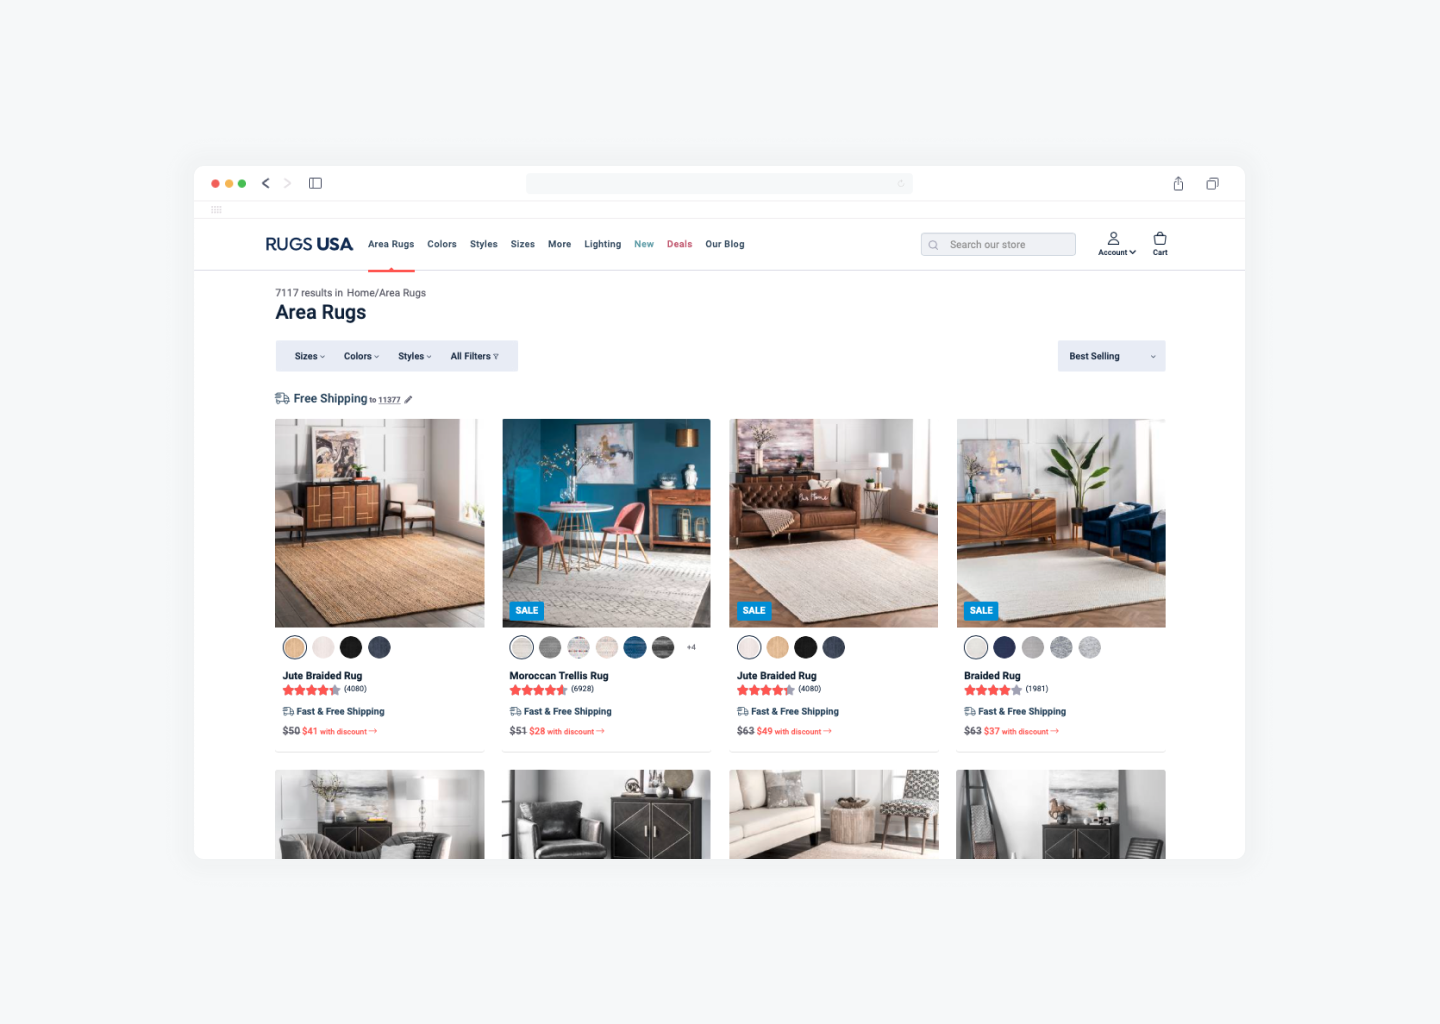 RUGS USA Area Rugs Colors Styles Sizes More Lighting New Deals Our Blog Search our store Account Cart
7117 results in Home/Area Rugs
Area Rugs
Sizes Colors Styles All Filters Best Selling
Free Shipping to 11377
SALE SALE SALE
+4
Jute Braided Rug Moroccan Trellis Rug Jute Braided Rug Braided Rug
(4080) (6928) (4080) (1981)
Fast & Free Shipping Fast & Free Shipping Fast & Free Shipping Fast & Free Shipping
$50 $41 with discount → $51 $28 with discount → $63 $49 with discount → $63 $37 with discount →